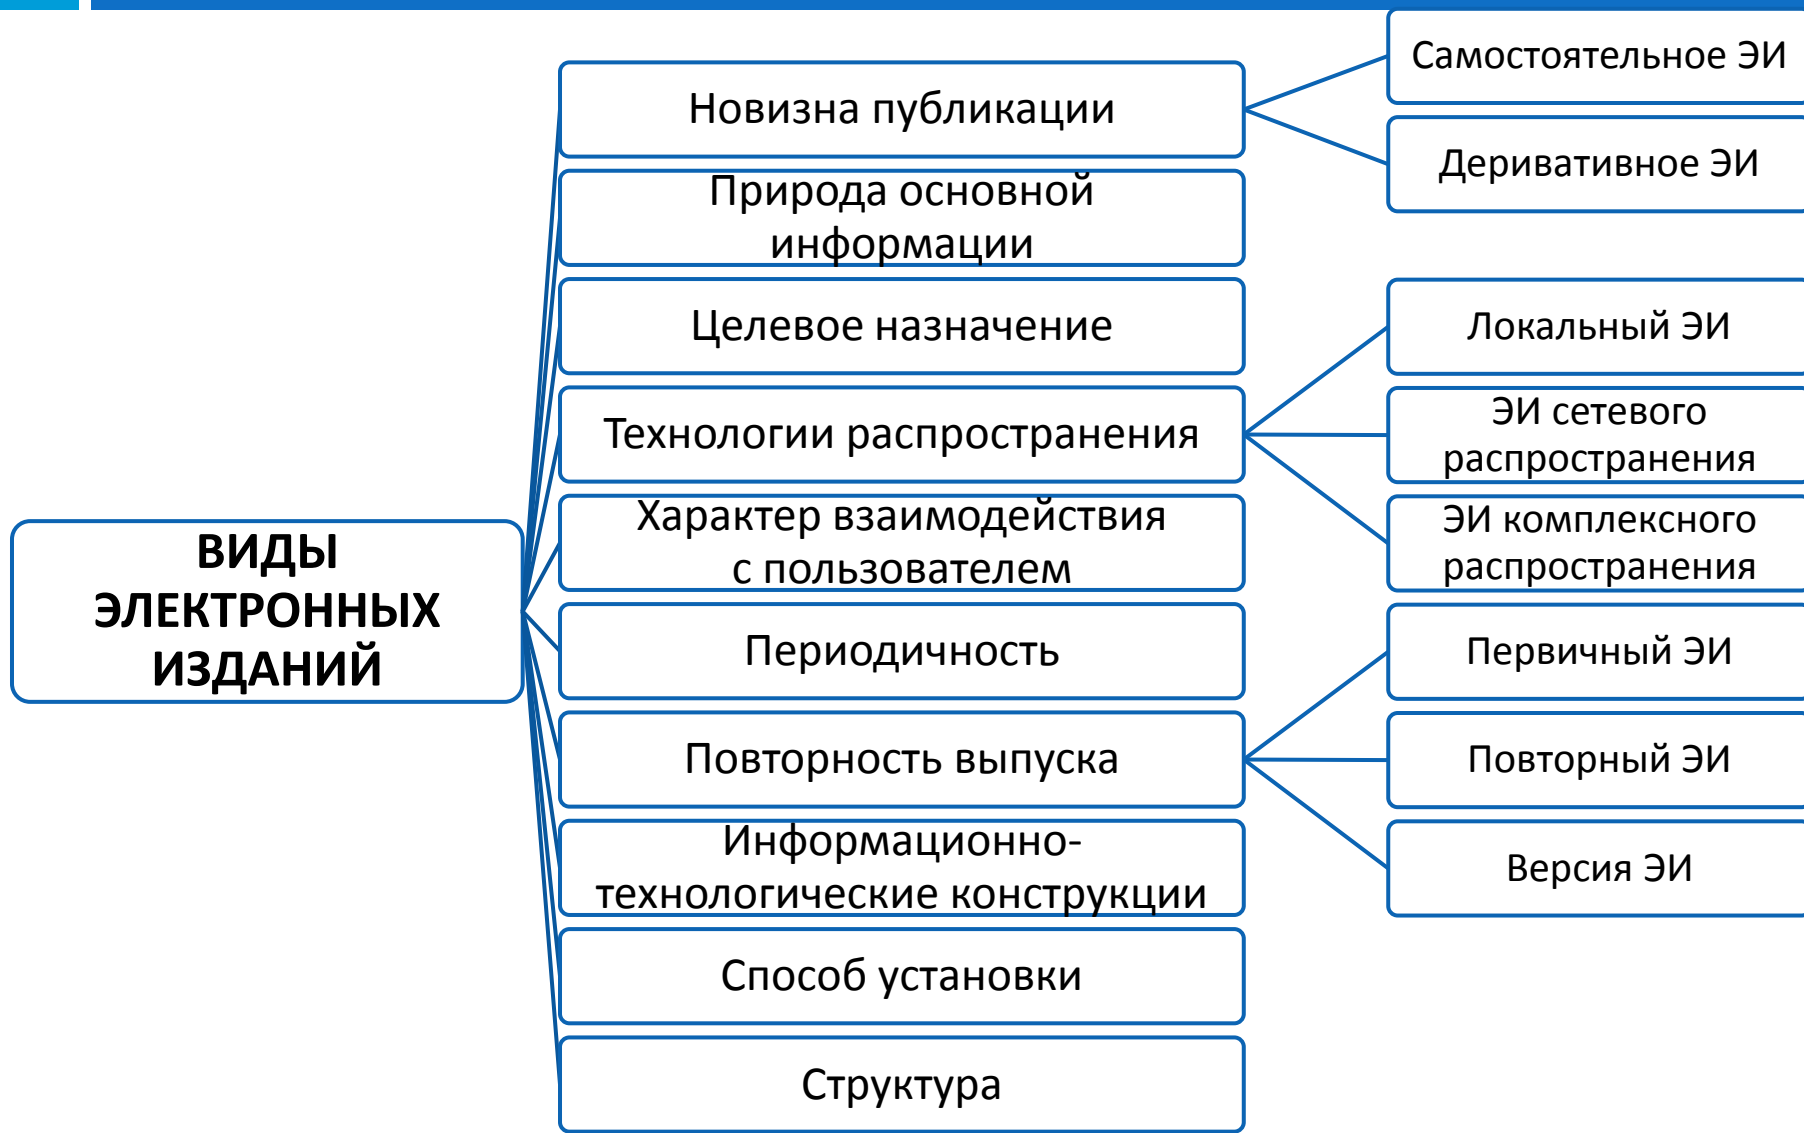 ВИДЫ
ЭЛЕКТРОННЫХ
ИЗДАНИЙ
Новизна публикации
Самостоятельное ЭИ
Деривативное ЭИ
Природа основной
информации
Целевое назначение
Технологии распространения
Локальный ЭИ
ЭИ сетевого
распространения
ЭИ комплексного
распространения
Характер взаимодействия
с пользователем
Периодичность
Повторность выпуска
Первичный ЭИ
Повторный ЭИ
Версия ЭИ
Информационно-
технологические конструкции
Способ установки
Структура